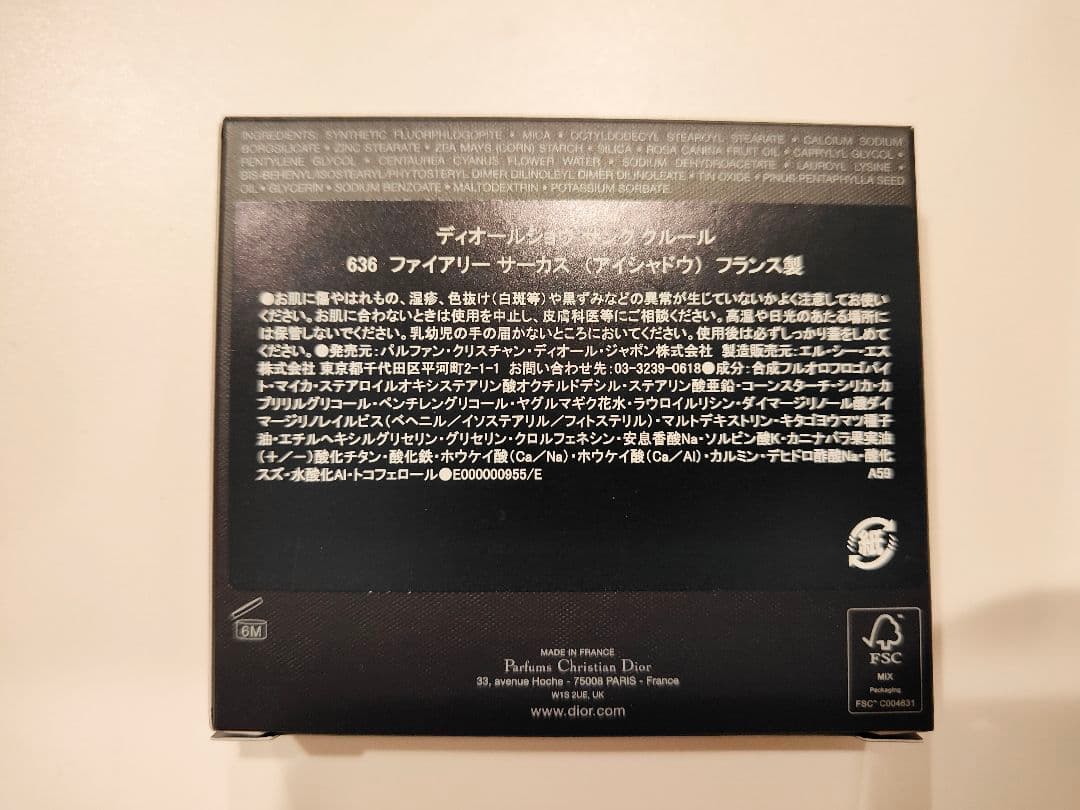 INGREDIENTS: SYNTHETIC FLUORPHLOGOPITE • MICA • OCTYLDODECYL STEAROYL STEARATE • CALCIUM SODIUM
BOROSILICATE • ZINC STEARATE • ZEA MAYS (CORN) STARCH • SILICA • ROSA CANINA FRUIT OIL • CAPRYLYL GLYCOL •
PENTYLENE GLYCOL • CENTAUREA CYANUS FLOWER WATER • SODIUM DEHYDROACETATE • LAUROYL LYSINE •
BIS-BEHENYL/ISOSTEARYL/PHYTOSTERYL DIMER DILINOLEYL DIMER DILINOLEATE • TIN OXIDE • PINUS PENTAPHYLLA SEED
OIL • GLYCERIN • SODIUM BENZOATE • MALTODEXTRIN • POTASSIUM SORBATE
ディオールショウ サンク クルール
636 ファイアリー サーカス （アイシャドウ） フランス製
●お肌に傷やはれもの、湿疹、色抜け（白斑等）や黒ずみなどの異常が生じていないかよく注意してお使い
ください。お肌に合わないときは使用を中止し、皮膚科医等にご相談ください。高温や日光のあたる場所に
は保管しないでください。乳幼児の手の届かないところにおいてください。使用後は必ずしっかり蓋をしめて
ください。●発売元：パルファン・クリスチャン・ディオール・ジャポン株式会社 製造販売元：エル・シー・エス
株式会社 東京都千代田区平河町2-1-1 お問い合わせ先：03-3239-0618●成分：合成フルオロフロゴパイ
ト・マイカ・ステアロイルオキシステアリン酸オクチルドデシル・ステアリン酸亜鉛・コーンスターチ・シリカ・カ
プリリルグリコール・ペンチレングリコール・ヤグルマギク花水・ラウロイルリシン・ダイマージリノール酸ダイ
マージリノレイルビス（ベヘニル／イソステアリル／フィトステリル）・マルトデキストリン・キタゴヨウマツ種子
油・エチルヘキシルグリセリン・グリセリン・クロルフェネシン・安息香酸Na・ソルビン酸K・カニナバラ果実油
（＋／－）酸化チタン・酸化鉄・ホウケイ酸（Ca／Na）・ホウケイ酸（Ca／Al）・カルミン・デヒドロ酢酸Na・酸化
スズ・水酸化Al・トコフェロール●E000000955/E A59
紙
6M
MADE IN FRANCE
Parfums Christian Dior
33, avenue Hoche - 75008 PARIS - France
W1S 2UE, UK
www.dior.com
FSC
MIX
Packaging
FSC™ C004631